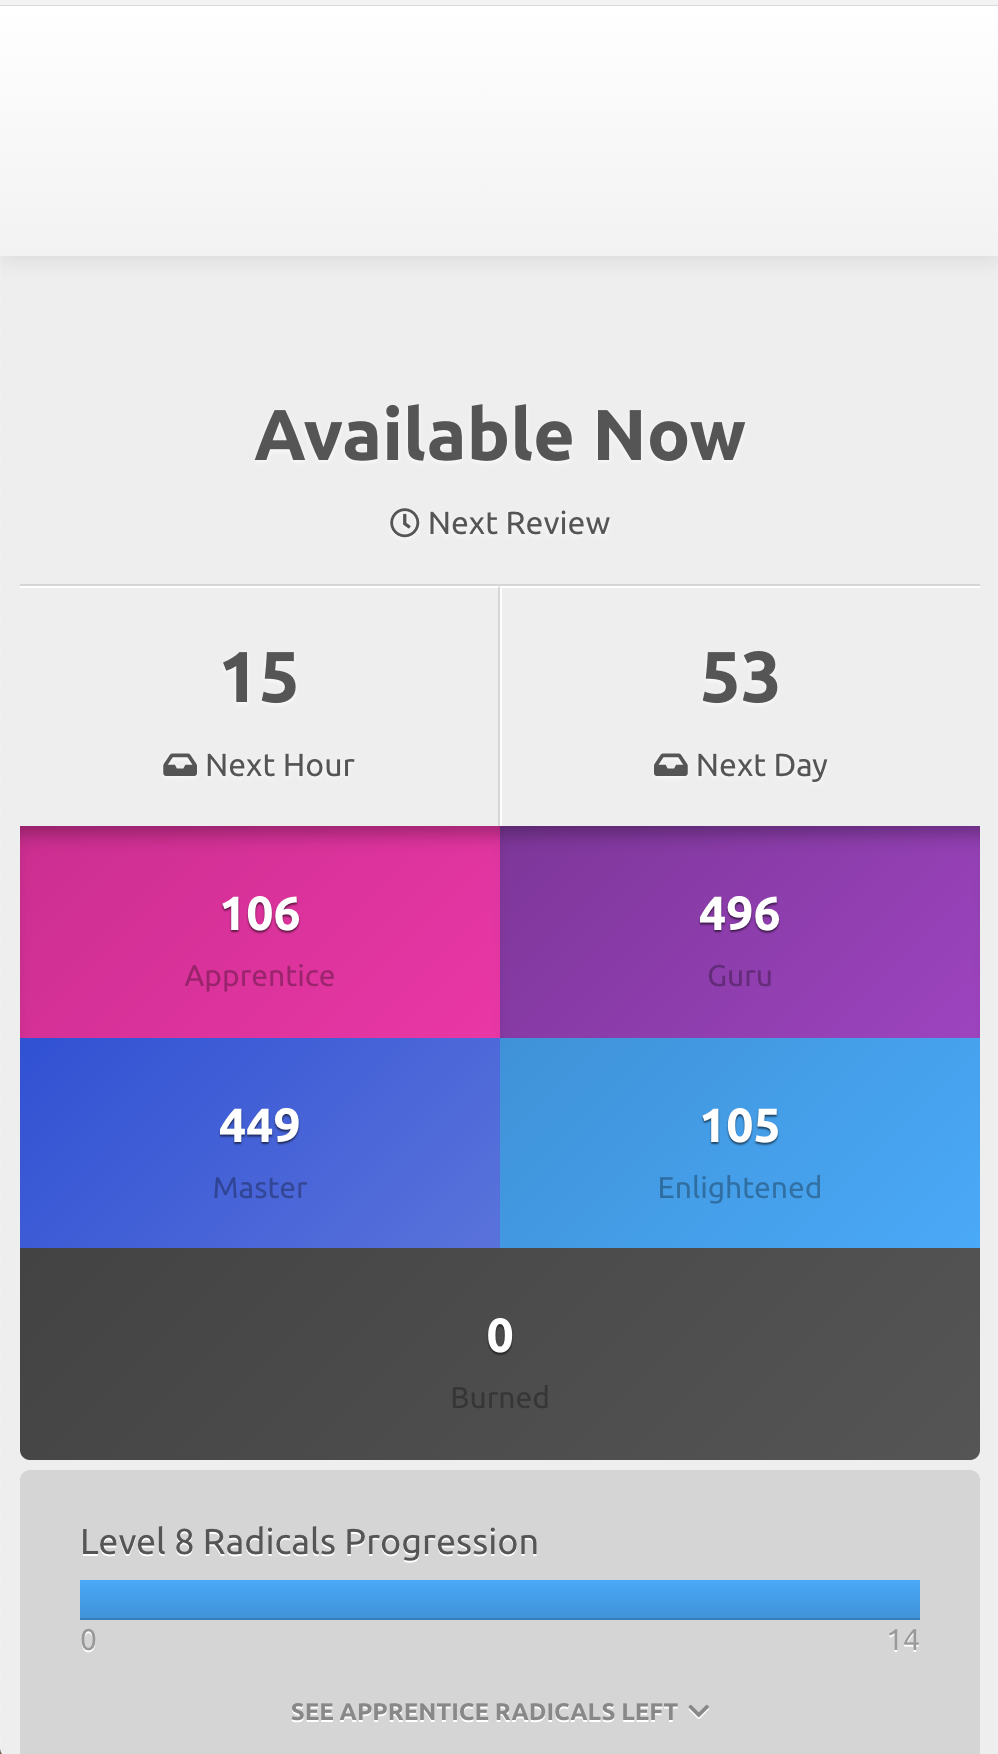 Available Now
Next Review
15
Next Hour
53
Next Day
106
Apprentice
496
Guru
449
Master
105
Enlightened
0
Burned
Level 8 Radicals Progression
0 14
SEE APPRENTICE RADICALS LEFT